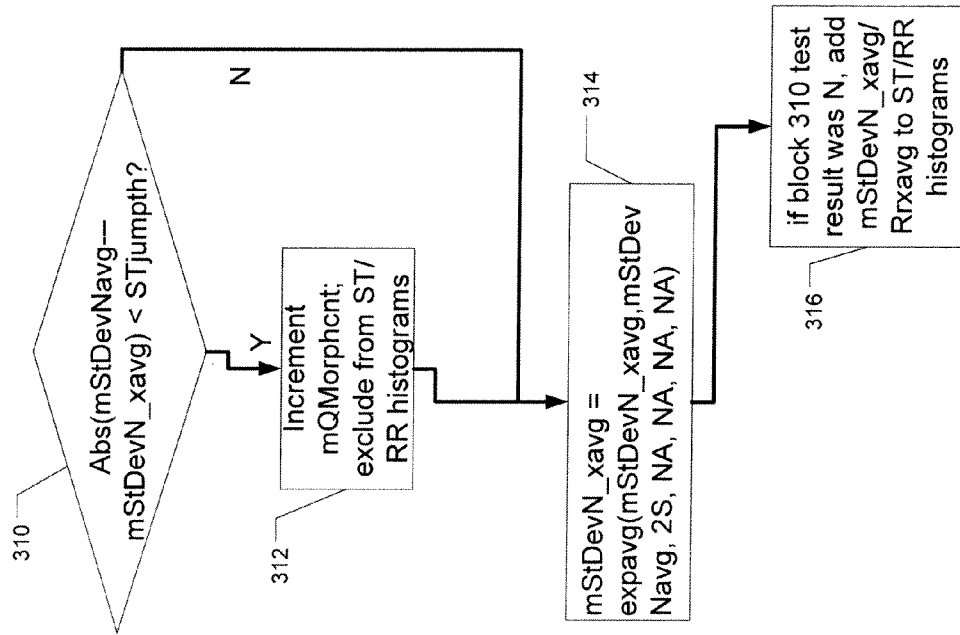 310
Abs(mStDevNavg---
mStDevN_xavg) < STjumpth?
Y
N
312
Increment
mQMorphcnt;
exclude from ST/
RR histograms
314
mStDevN_xavg =
expavg(mStDevN_xavg,mStDev
Navg, 2S, NA, NA, NA, NA)
316
if block 310 test
result was N, add
mStDevN_xavg/
Rrxavg to ST/RR
histograms